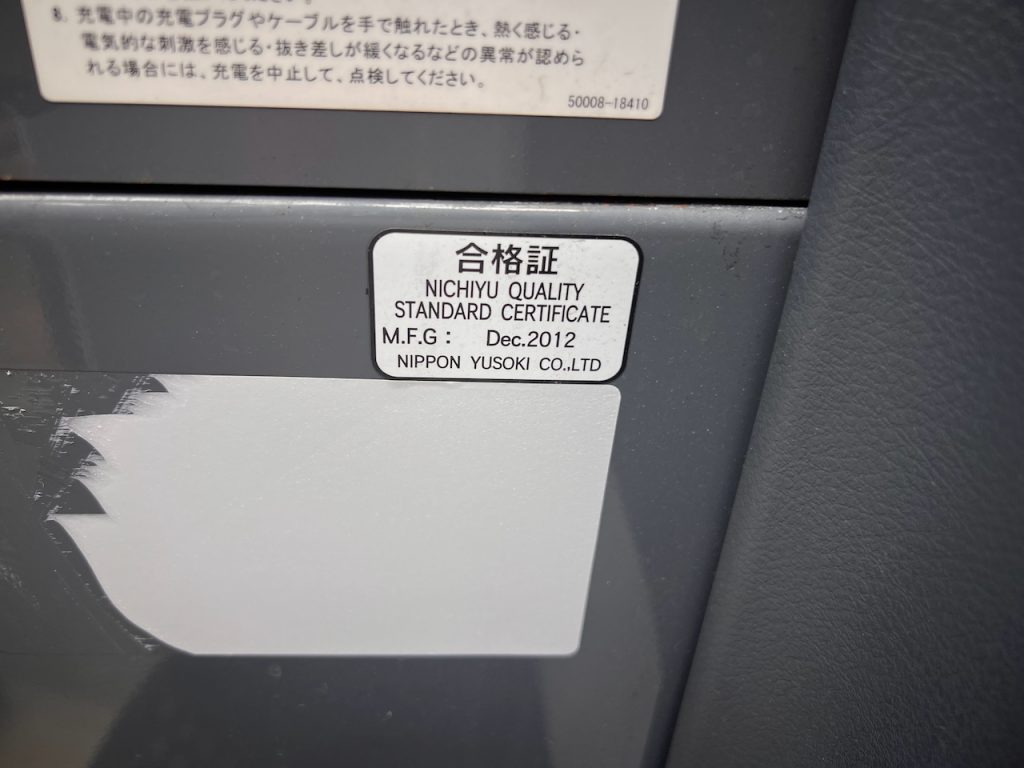 8. 充電中の充電プラグやケーブルを手で触れたとき、熱く感じる・
電気的な刺激を感じる・抜き差しが緩くなるなどの異常が認めら
れる場合には、充電を中止して、点検してください。
50008-18410
合格証
NICHIYU QUALITY
STANDARD CERTIFICATE
M.F.G : Dec.2012
NIPPON YUSOKI CO.,LTD